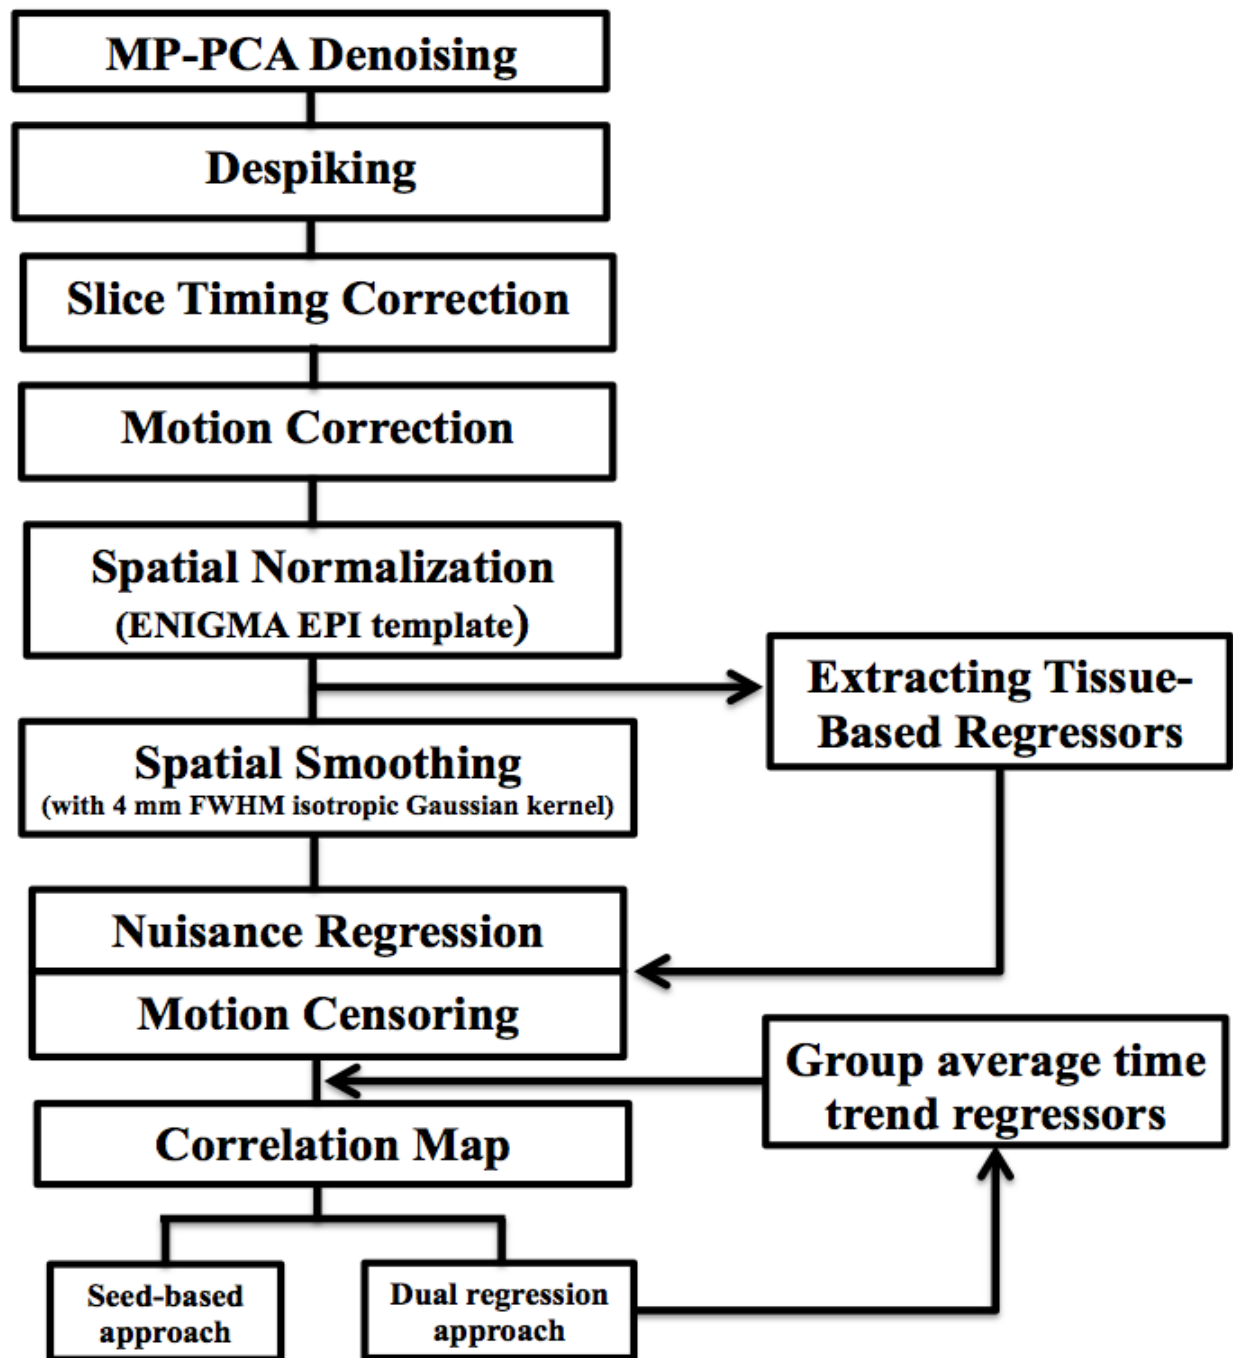 MP-PCA Denoising
Despiking
Slice Timing Correction
Motion Correction
Spatial Normalization
(ENIGMA EPI template)
Extracting Tissue-
Based Regressors
Spatial Smoothing
(with 4 mm FWHM isotropic Gaussian kernel)
Nuisance Regression
Motion Censoring
Group average time
trend regressors
Correlation Map
Seed-based
approach
Dual regression
approach